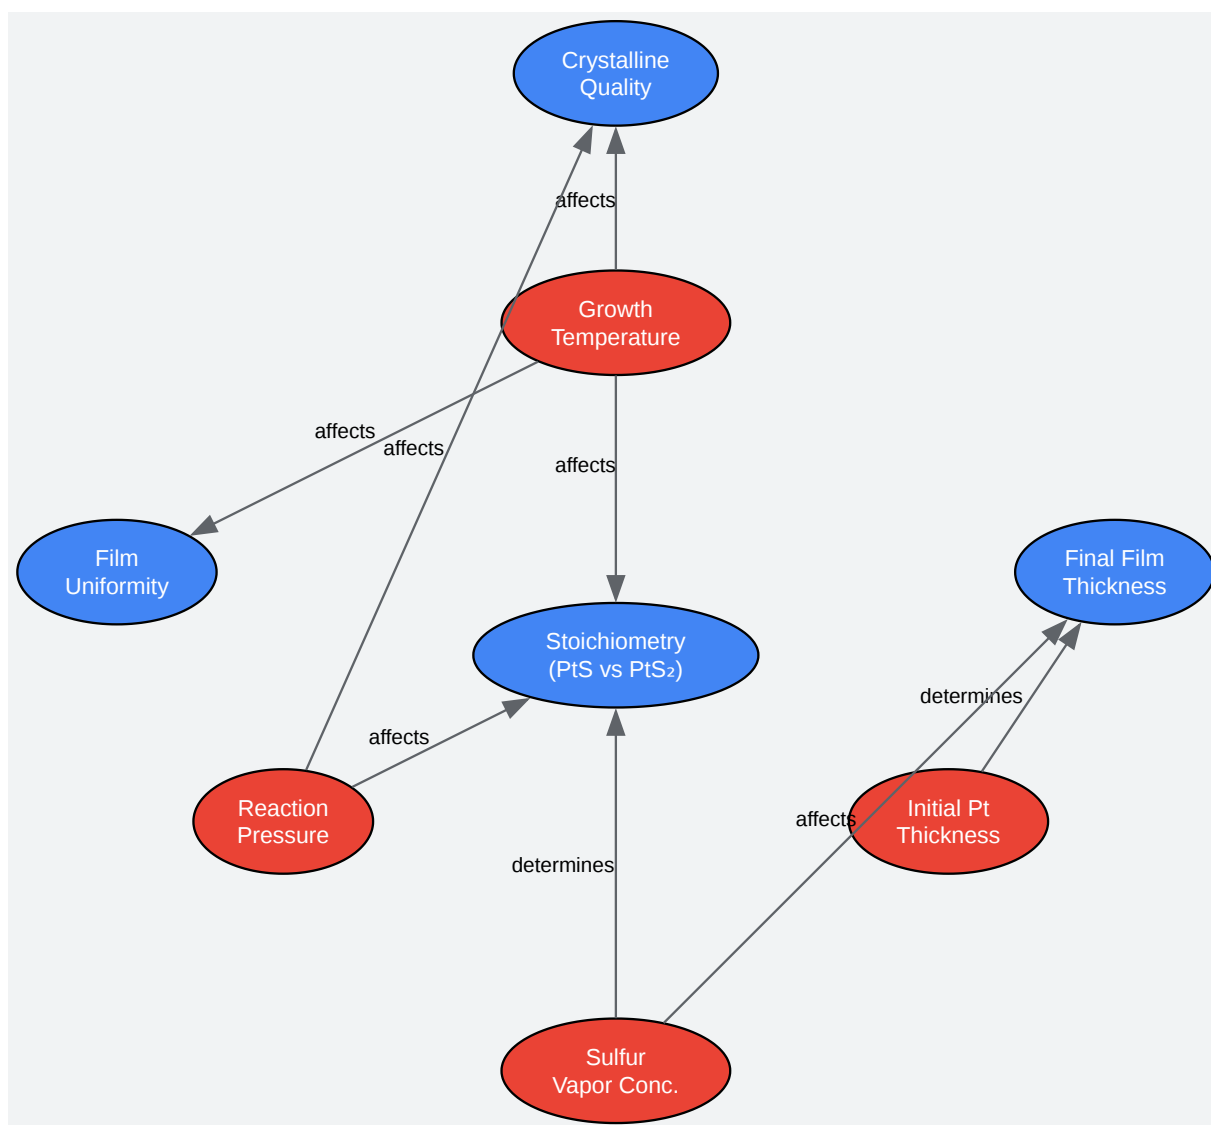 Crystalline
Quality
affects
Growth
Temperature
affects
affects
affects
Film
Uniformity
Final Film
Thickness
Stoichiometry
(PtS vs PtS₂)
determines
affects
Reaction
Pressure
affects
Initial Pt
Thickness
determines
Sulfur
Vapor Conc.